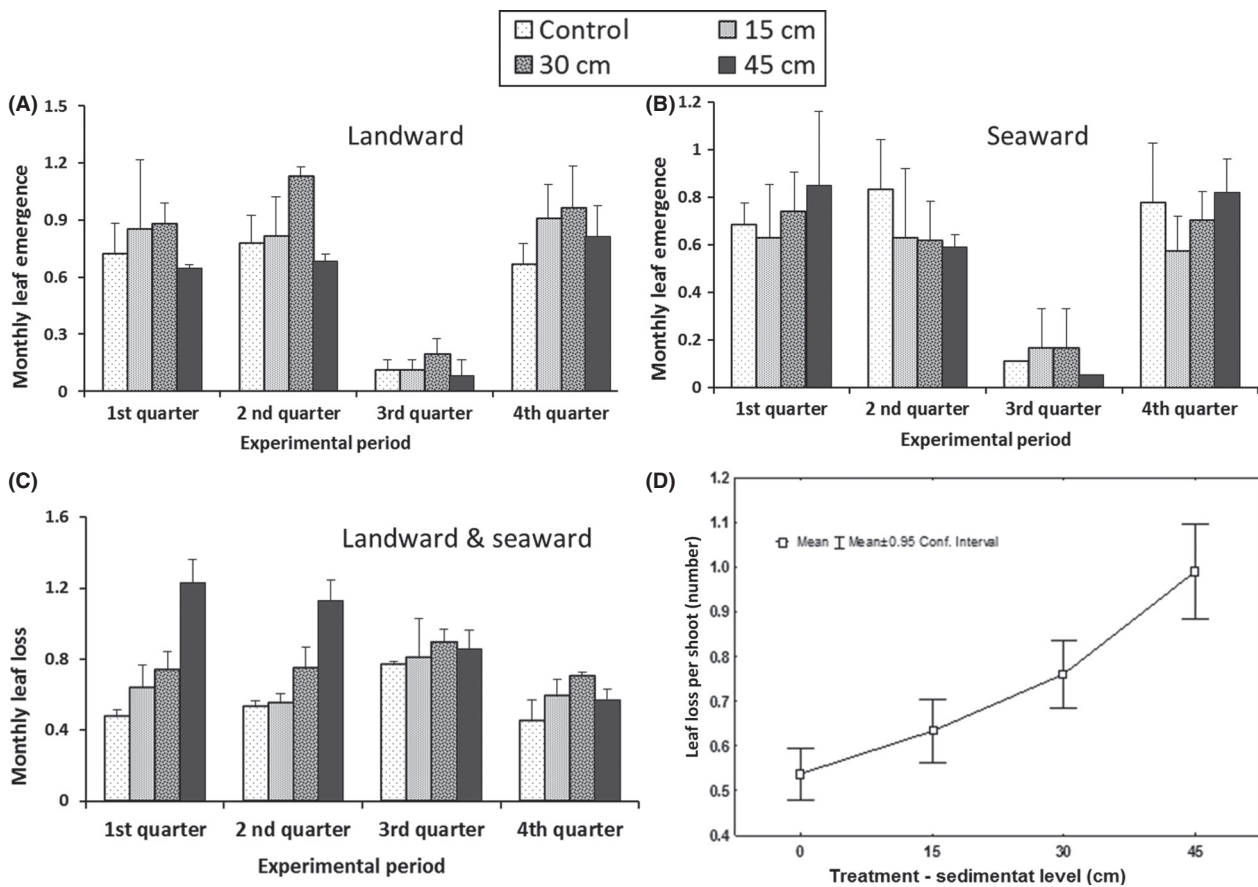 Control 15 cm
30 cm 45 cm
(A)
Landward
1.5
1.2
0.9
0.6
0.3
0
Monthly leaf emergence
1st quarter 2 nd quarter 3rd quarter 4th quarter
Experimental period
(B)
Seaward
1.2
1
0.8
0.6
0.4
0.2
0
Monthly leaf emergence
1st quarter 2 nd quarter 3rd quarter 4th quarter
Experimental period
(C)
Landward & seaward
1.6
1.2
0.8
0.4
0
Monthly leaf loss
1st quarter 2 nd quarter 3rd quarter 4th quarter
Experimental period
(D)
Mean Mean±0.95 Conf. Interval
1.2
1.1
1.0
0.9
0.8
0.7
0.6
0.5
0.4
Leaf loss per shoot (number)
0 15 30 45
Treatment - sedimentat level (cm)